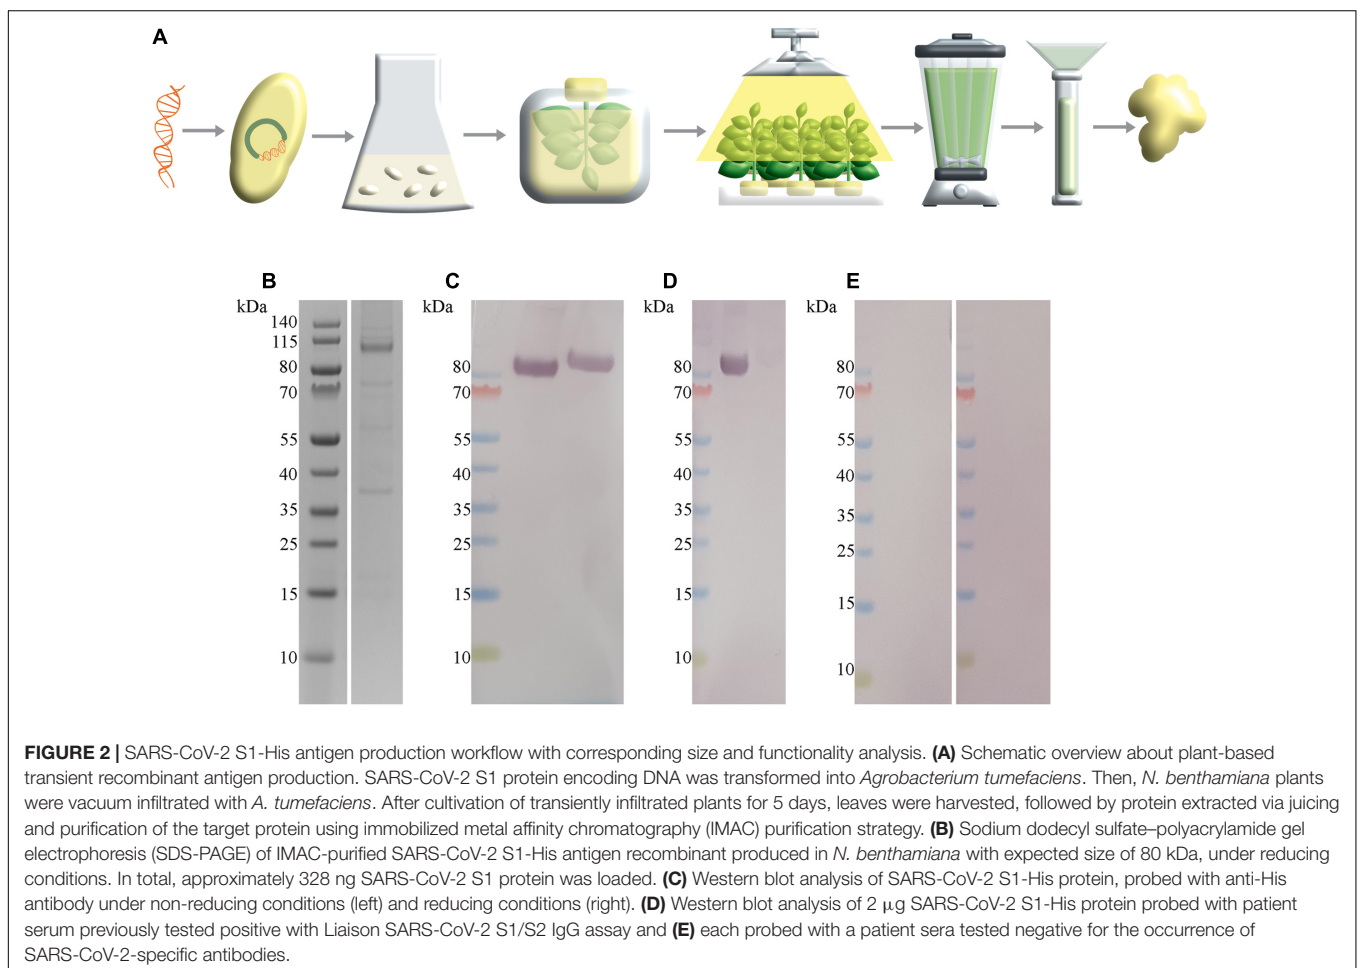 A
B
kDa
140
115
80
70
55
40
35
25
15
10
C
kDa
80
70
55
40
35
25
15
10
D
kDa
80
70
55
40
35
25
15
10
E
kDa
80
70
55
40
35
25
15
10
FIGURE 2 | SARS-CoV-2 S1-His antigen production workflow with corresponding size and functionality analysis. (A) Schematic overview about plant-based
transient recombinant antigen production. SARS-CoV-2 S1 protein encoding DNA was transformed into Agrobacterium tumefaciens. Then, N. benthamiana plants
were vacuum infiltrated with A. tumefaciens. After cultivation of transiently infiltrated plants for 5 days, leaves were harvested, followed by protein extracted via juicing
and purification of the target protein using immobilized metal affinity chromatography (IMAC) purification strategy. (B) Sodium dodecyl sulfate–polyacrylamide gel
electrophoresis (SDS-PAGE) of IMAC-purified SARS-CoV-2 S1-His antigen recombinant produced in N. benthamiana with expected size of 80 kDa, under reducing
conditions. In total, approximately 328 ng SARS-CoV-2 S1 protein was loaded. (C) Western blot analysis of SARS-CoV-2 S1-His protein, probed with anti-His
antibody under non-reducing conditions (left) and reducing conditions (right). (D) Western blot analysis of 2 μg SARS-CoV-2 S1-His protein probed with patient
serum previously tested positive with Liaison SARS-CoV-2 S1/S2 IgG assay and (E) each probed with a patient sera tested negative for the occurrence of
SARS-CoV-2-specific antibodies.